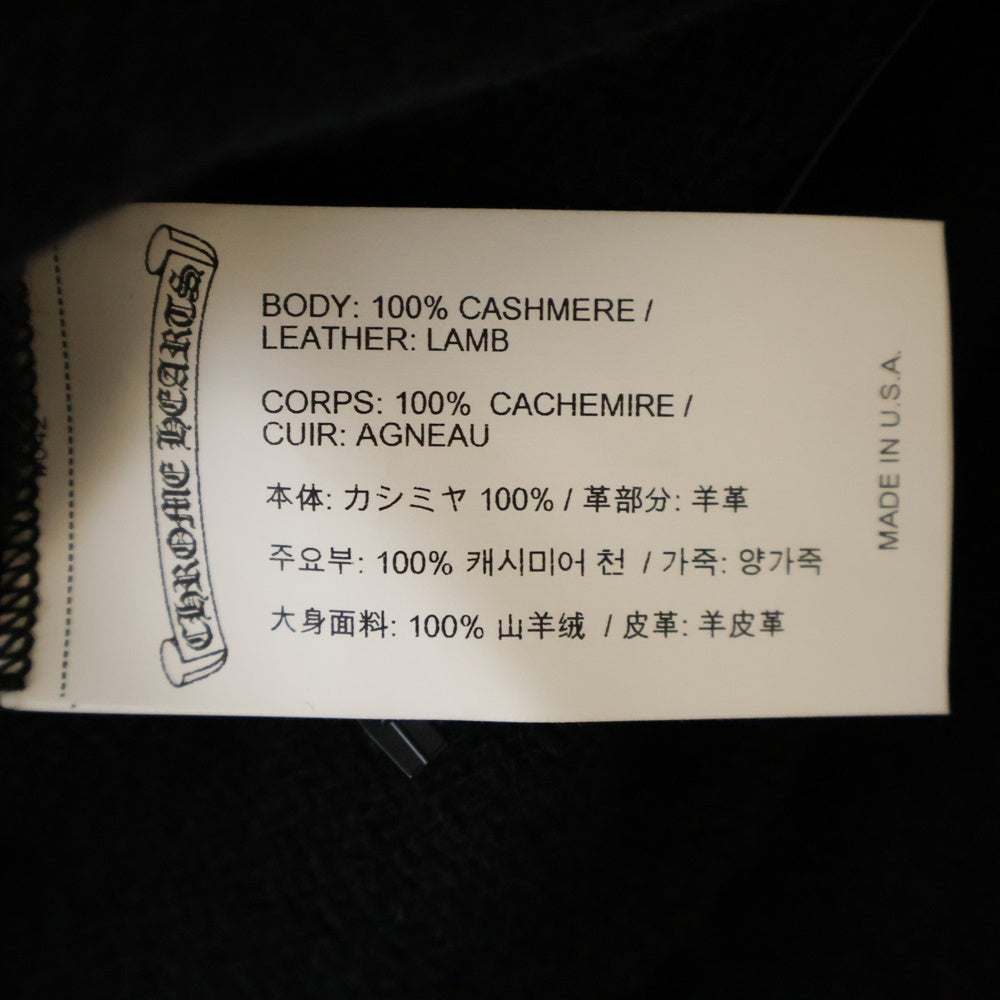 CHROME HEARTS
BODY: 100% CASHMERE /
LEATHER: LAMB
CORPS: 100% CACHEMIRE /
CUIR: AGNEAU
本体: カシミヤ 100% / 革部分: 羊革
주요부: 100% 캐시미어 천 / 가죽: 양가죽
大身面料: 100% 山羊绒 / 皮革: 羊皮革
MADE IN U.S.A.